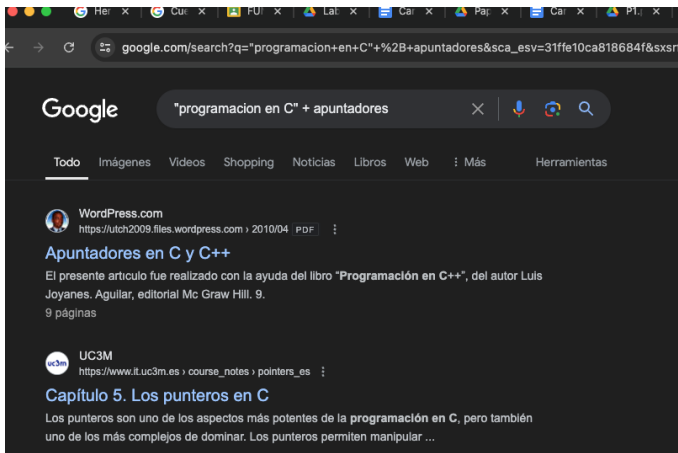 Her
Cue
FUN
Lab
Car
Pap
Car
P1.
google.com/search?q="programacion+en+C"+%2B+apuntadores&sca_esv=31ffe10ca818684f&sxsr
Google
"programacion en C" + apuntadores
Todo Imágenes Videos Shopping Noticias Libros Web Más Herramientas
WordPress.com
https://utch2009.files.wordpress.com › 2010/04 PDF
Apuntadores en C y C++
El presente artıculo fue realizado con la ayuda del libro “Programación en C++”, del autor Luis
Joyanes. Aguilar, editorial Mc Graw Hill. 9.
9 páginas
uc3m
UC3M
https://www.it.uc3m.es › course_notes › pointers_es
Capítulo 5. Los punteros en C
Los punteros son uno de los aspectos más potentes de la programación en C, pero también
uno de los más complejos de dominar. Los punteros permiten manipular ...